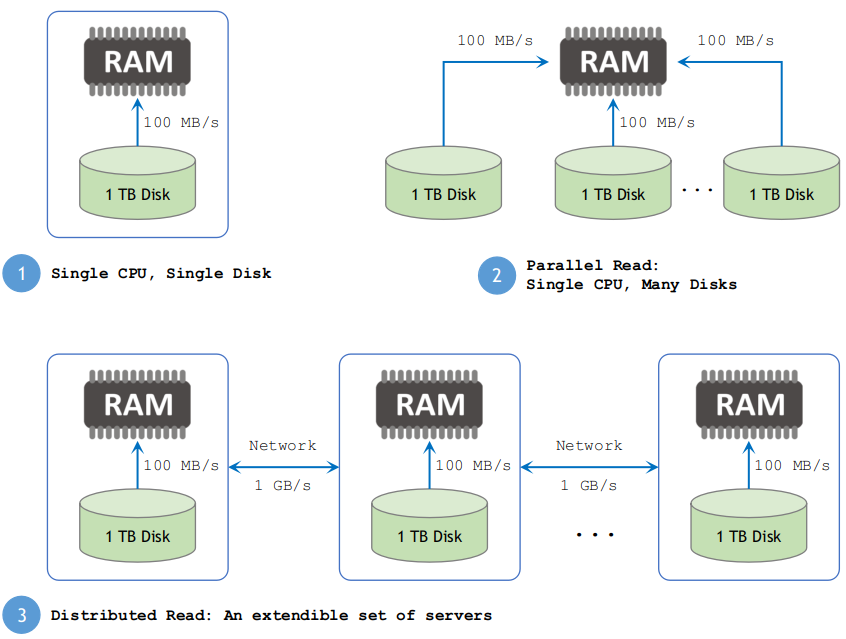 RAM
100 MB/s
1 TB Disk
1
Single CPU, Single Disk
100 MB/s
RAM
100 MB/s
100 MB/s
1 TB Disk
1 TB Disk
. . .
1 TB Disk
2
Parallel Read:
Single CPU, Many Disks
RAM
100 MB/s
1 TB Disk
Network
1 GB/s
RAM
100 MB/s
1 TB Disk
Network
1 GB/s
. . .
RAM
100 MB/s
1 TB Disk
3
Distributed Read: An extendible set of servers